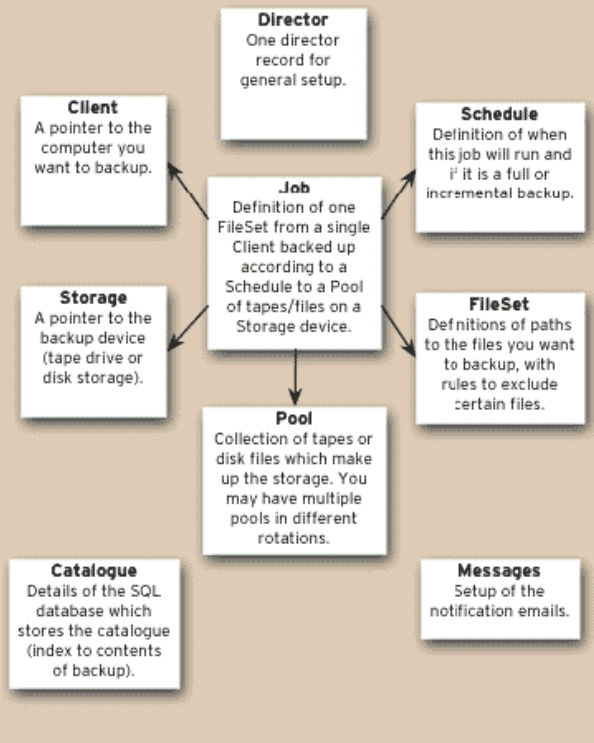 Director
One director
record for
general setup.
Client
A pointer to the
computer you
want to backup.
Schedule
Definition of when
this job will run and
if it is a full or
incremental backup.
Job
Definition of one
FileSet from a single
Client backed up
according to a
Schedule to a Pool
of tapes/files on a
Storage device.
Storage
A pointer to the
backup device
(tape drive or
disk storage).
FileSet
Definitions of paths
to the files you want
to backup, with
rules to exclude
certain files.
Pool
Collection of tapes or
disk files which make
up the storage. You
may have multiple
pools in different
rotations.
Catalogue
Details of the SQL
database which
stores the catalogue
(index to contents
of backup).
Messages
Setup of the
notification emails.